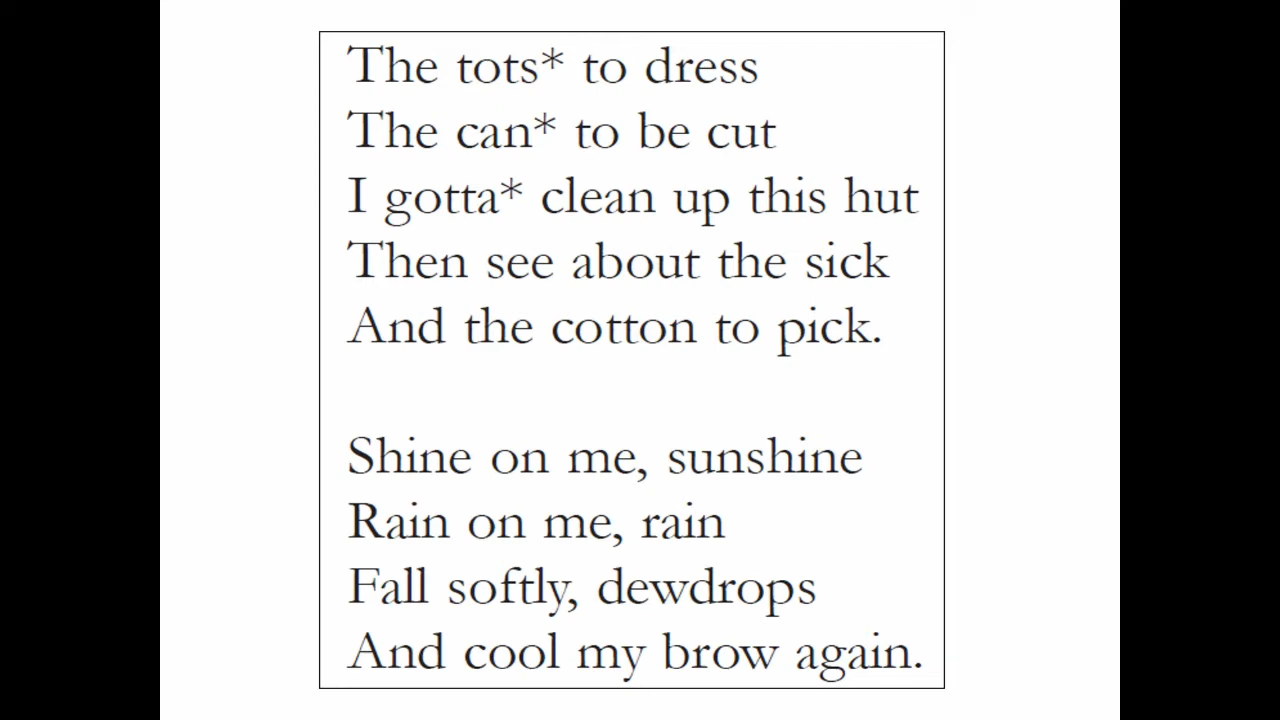 The tots* to dress
The can* to be cut
I gotta* clean up this hut
Then see about the sick
And the cotton to pick.
Shine on me, sunshine
Rain on me, rain
Fall softly, dewdrops
And cool my brow again.